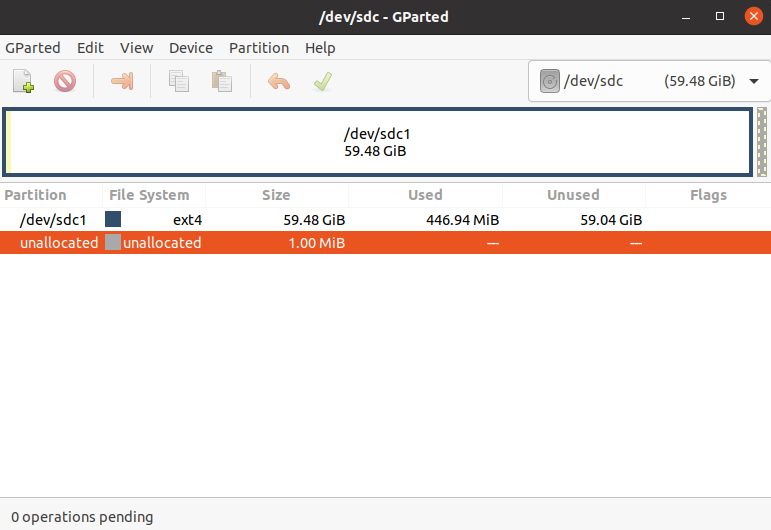 /dev/sdc - GParted
GParted Edit View Device Partition Help
/dev/sdc (59.48 GiB)
/dev/sdc1
59.48 GiB
Partition File System Size Used Unused Flags
/dev/sdc1 ext4 59.48 GiB 446.94 MiB 59.04 GiB
unallocated unallocated 1.00 MiB --- ---
0 operations pending